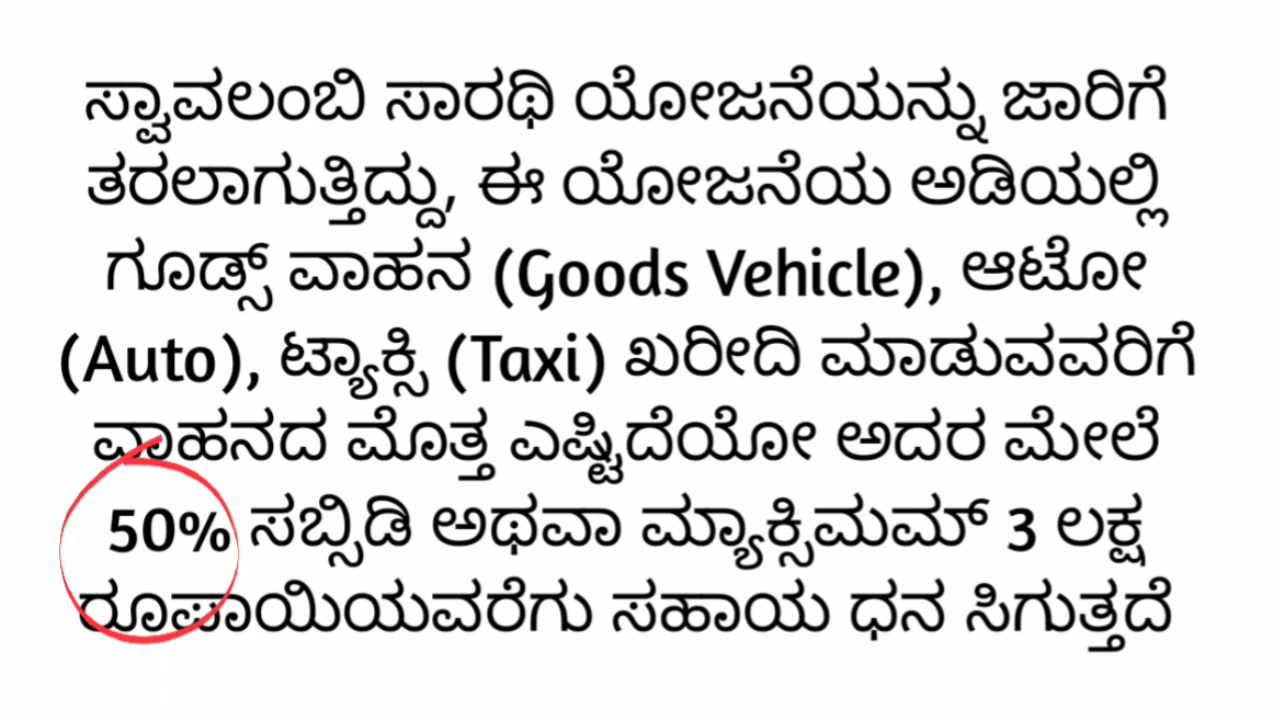 ಸ್ವಾವಲಂಬಿ ಸಾರಥಿ ಯೋಜನೆಯನ್ನು ಜಾರಿಗೆ
ತರಲಾಗುತ್ತಿದ್ದು, ಈ ಯೋಜನೆಯ ಅಡಿಯಲ್ಲಿ
ಗೂಡ್ಸ್ ವಾಹನ (Goods Vehicle), ಆಟೋ
(Auto), ಟ್ಯಾಕ್ಸಿ (Taxi) ಖರೀದಿ ಮಾಡುವವರಿಗೆ
ವಾಹನದ ಮೊತ್ತ ಎಷ್ಟಿದೆಯೋ ಅದರ ಮೇಲೆ
50% ಸಬ್ಸಿಡಿ ಅಥವಾ ಮ್ಯಾಕ್ಸಿಮಮ್ 3 ಲಕ್ಷ
ರೂಪಾಯಿಯವರೆಗು ಸಹಾಯ ಧನ ಸಿಗುತ್ತದೆ